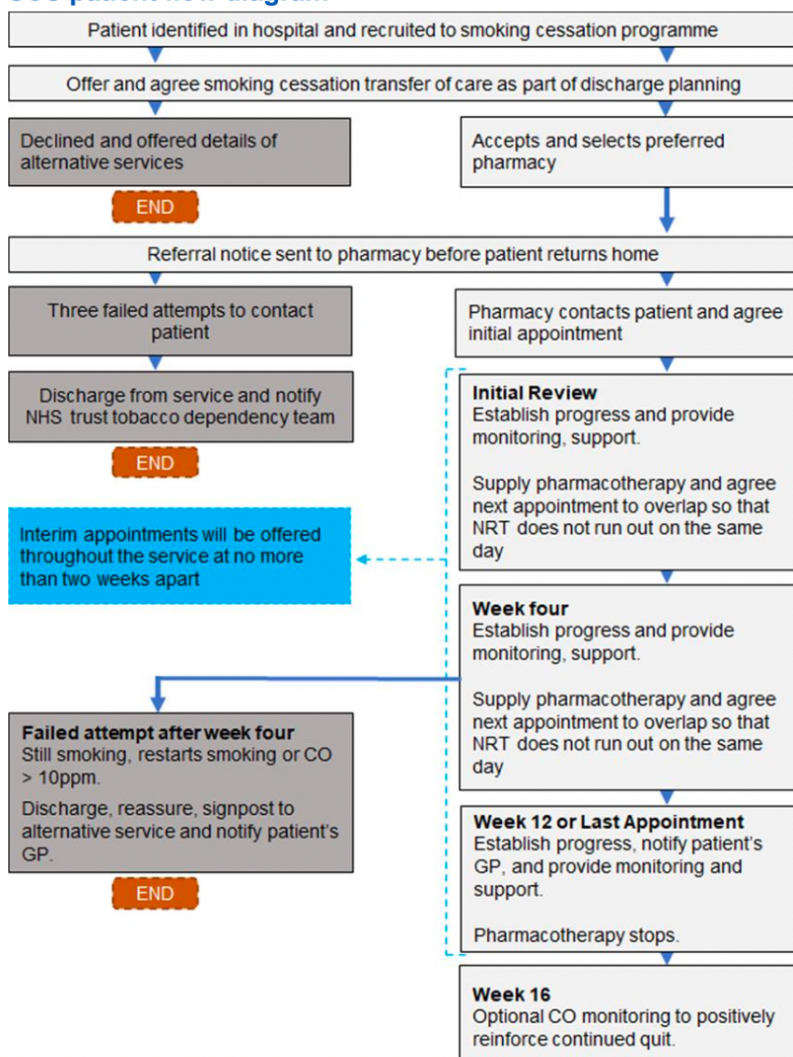 Patient identified in hospital and recruited to smoking cessation programme
Offer and agree smoking cessation transfer of care as part of discharge planning
Declined and offered details of
alternative services
END
Accepts and selects preferred
pharmacy
Referral notice sent to pharmacy before patient returns home
Three failed attempts to contact
patient
Discharge from service and notify
NHS trust tobacco dependency team
END
Pharmacy contacts patient and agree
initial appointment
Initial Review
Establish progress and provide
monitoring, support.
Supply pharmacotherapy and agree
next appointment to overlap so that
NRT does not run out on the same
day
Interim appointments will be offered
throughout the service at no more
than two weeks apart
Week four
Establish progress and provide
monitoring, support.
Supply pharmacotherapy and agree
next appointment to overlap so that
NRT does not run out on the same
day
Failed attempt after week four
Still smoking, restarts smoking or CO
> 10ppm.
Discharge, reassure, signpost to
alternative service and notify patient's
GP.
END
Week 12 or Last Appointment
Establish progress, notify patient's
GP, and provide monitoring and
support.
Pharmacotherapy stops.
Week 16
Optional CO monitoring to positively
reinforce continued quit.